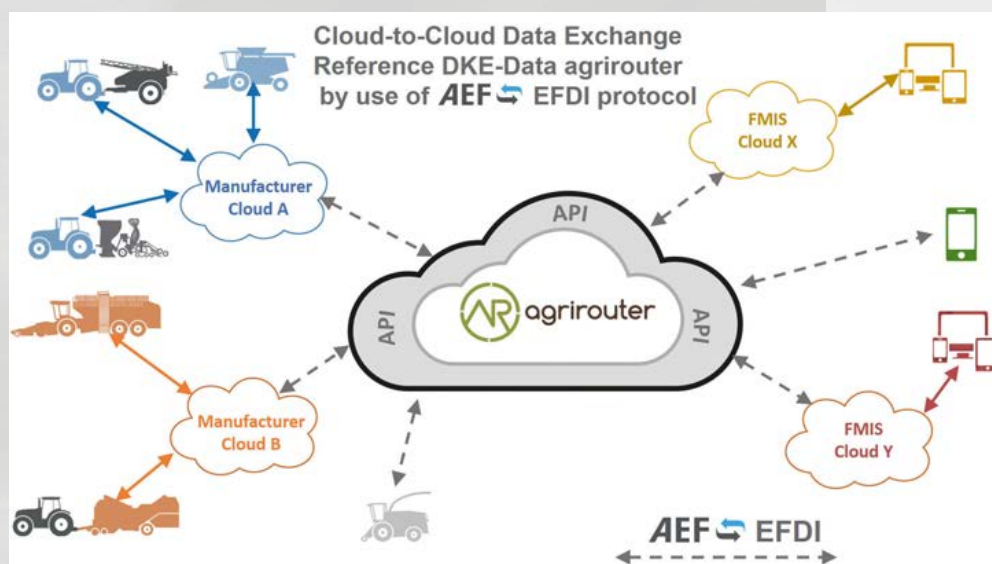 Cloud-to-Cloud Data Exchange
Reference DKE-Data agrirouter
by use of AEF EFDI protocol
FMIS
Cloud X
Manufacturer
Cloud A
API
API
API
AR agrirouter
Manufacturer
Cloud B
FMIS
Cloud Y
AEF EFDI